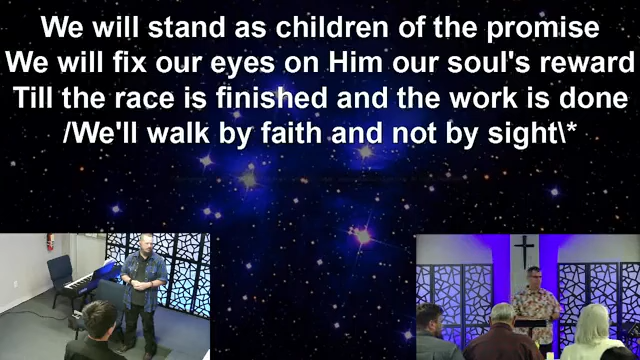 We will stand as children of the promise
We will fix our eyes on Him our soul's reward
Till the race is finished and the work is done
/We'll walk by faith and not by sight\*